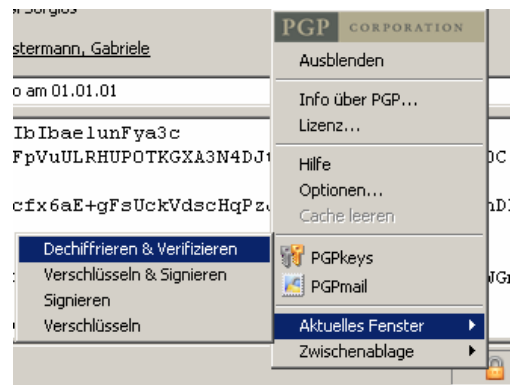 PGP CORPORATION
stermann, Gabriele
Ausblenden
o am 01.01.01
Info über PGP...
Lizenz...
IbIbaelunFya3c
FpVuULRHUPOTKGXA3N4DJt
Hilfe
Optionen...
cfx6aE+gFsUckVdscHqPz
Cache leeren
Dechiffrieren & Verifizieren
PGPkeys
Verschlüsseln & Signieren
PGPmail
Signieren
Verschlüsseln
Aktuelles Fenster
Zwischenablage